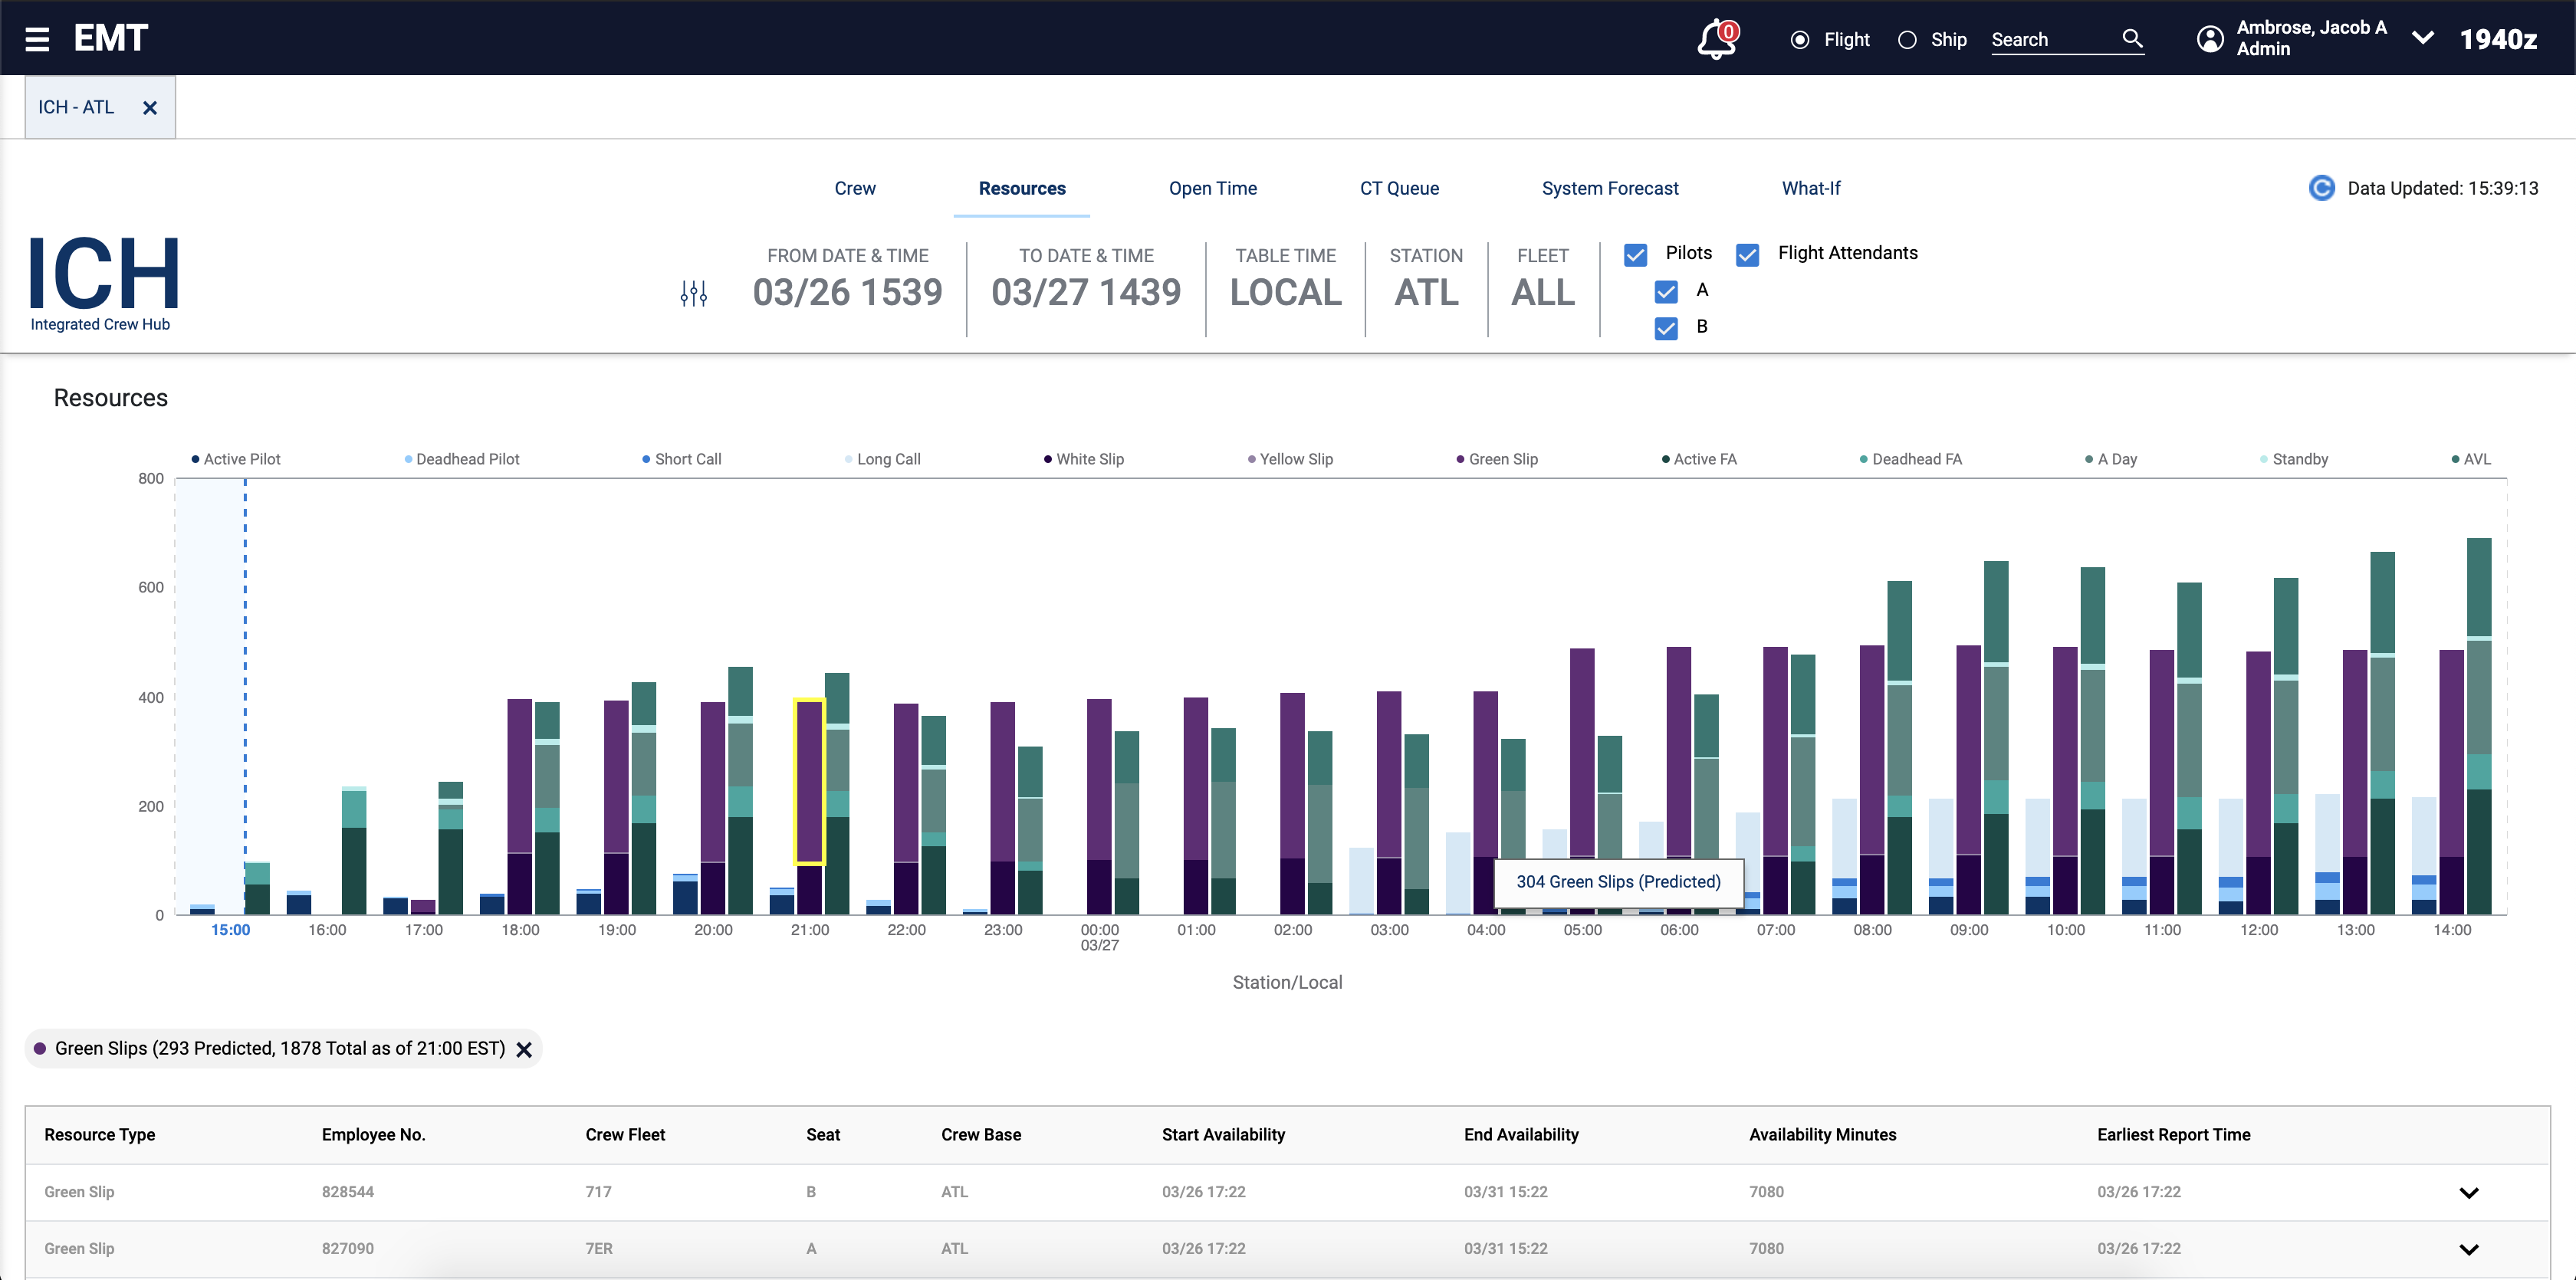 EMT
0
Flight
Ship
Search
Ambrose, Jacob A
Admin
1940z
ICH - ATL
Crew
Resources
Open Time
CT Queue
System Forecast
What-If
Data Updated: 15:39:13
ICH
Integrated Crew Hub
FROM DATE & TIME
03/26 1539
TO DATE & TIME
03/27 1439
TABLE TIME
LOCAL
STATION
ATL
FLEET
ALL
Pilots
A
B
Flight Attendants
Resources
Active Pilot
Deadhead Pilot
Short Call
Long Call
White Slip
Yellow Slip
Green Slip
Active FA
Deadhead FA
A Day
Standby
AVL
800
600
400
200
0
304 Green Slips (Predicted)
15:00
16:00
17:00
18:00
19:00
20:00
21:00
22:00
23:00
00:00
03/27
01:00
02:00
03:00
04:00
05:00
06:00
07:00
08:00
09:00
10:00
11:00
12:00
13:00
14:00
Station/Local
Green Slips (293 Predicted, 1878 Total as of 21:00 EST)
Resource Type Employee No. Crew Fleet Seat Crew Base Start Availability End Availability Availability Minutes Earliest Report Time
Green Slip 828544 717 B ATL 03/26 17:22 03/31 15:22 7080 03/26 17:22
Green Slip 827090 7ER A ATL 03/26 17:22 03/31 15:22 7080 03/26 17:22